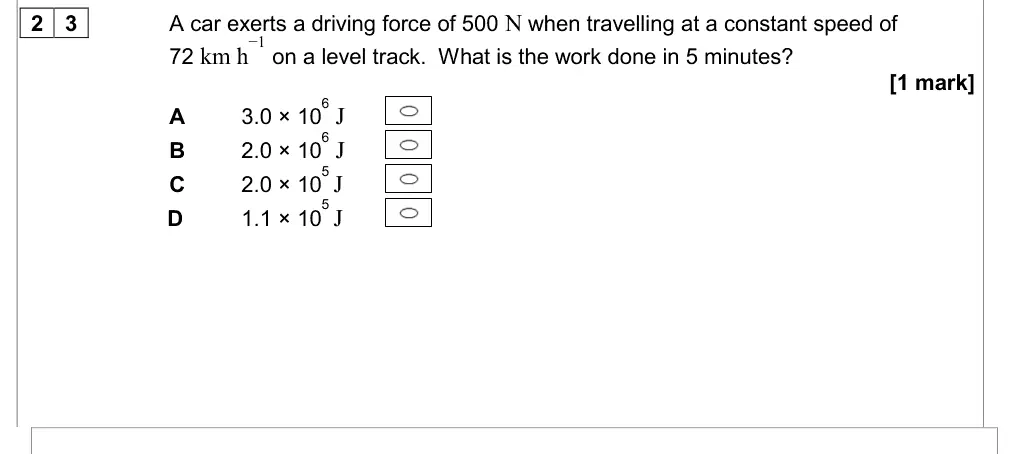 2 3 A car exerts a driving force of 500 N when travelling at a constant speed of
72 km h⁻¹ on a level track. What is the work done in 5 minutes?
[1 mark]
A 3.0 × 10⁶ J
B 2.0 × 10⁶ J
C 2.0 × 10⁵ J
D 1.1 × 10⁵ J